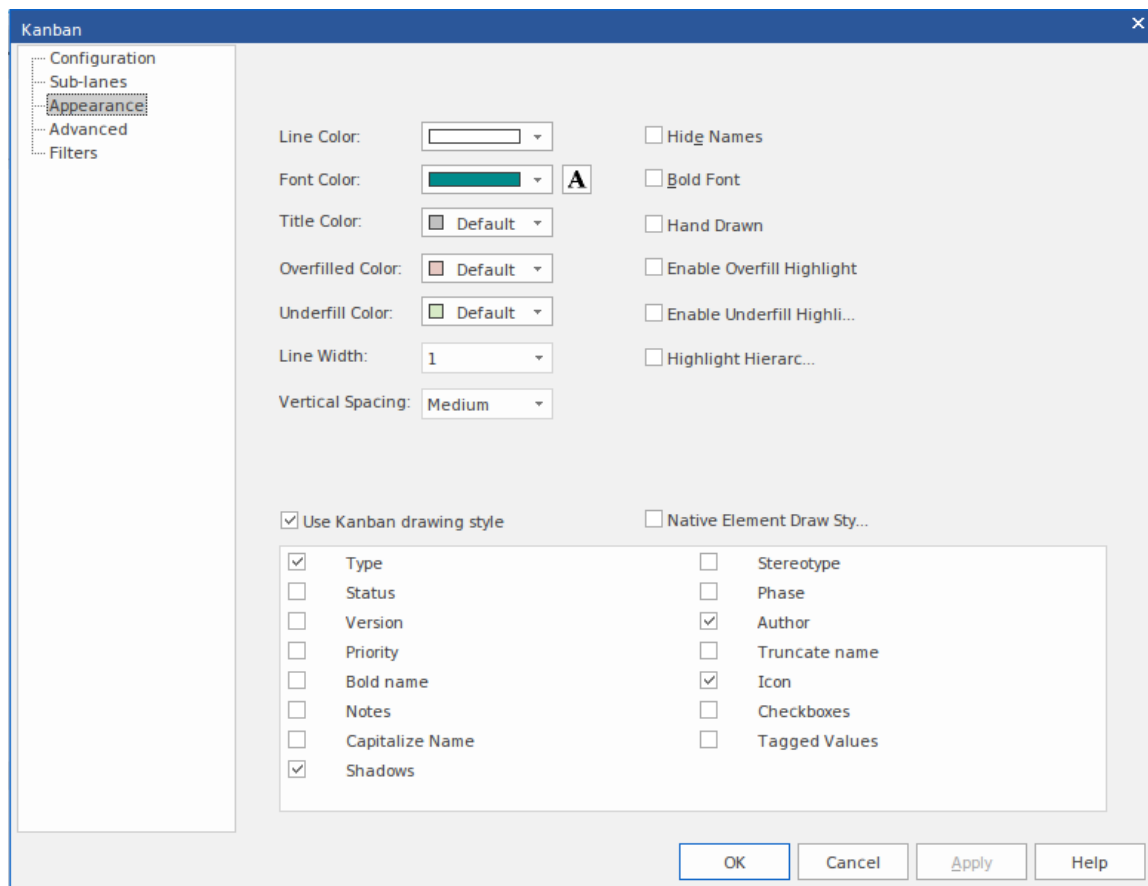 Kanban
Configuration
Sub-lanes
Appearance
Advanced
Filters
Line Color:
Hide Names
Font Color:
A
Bold Font
Title Color:
Default
Hand Drawn
Overfilled Color:
Default
Enable Overfill Highlight
Underfill Color:
Default
Enable Underfill Highli...
Line Width:
1
Highlight Hierarc...
Vertical Spacing:
Medium
Use Kanban drawing style
Native Element Draw Sty...
Type
Stereotype
Status
Phase
Version
Author
Priority
Truncate name
Bold name
Icon
Notes
Checkboxes
Capitalize Name
Tagged Values
Shadows
OK
Cancel
Apply
Help